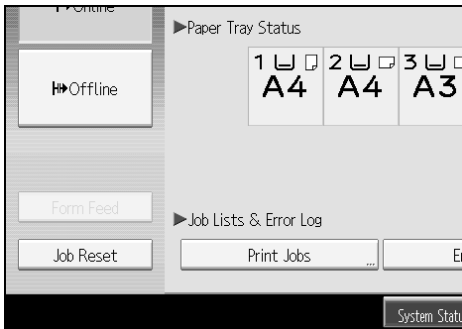 Online
▶Paper Tray Status
1 2 3
A4 A4 A3
Offline
Form Feed
▶Job Lists & Error Log
Job Reset
Print Jobs ...
System Statu